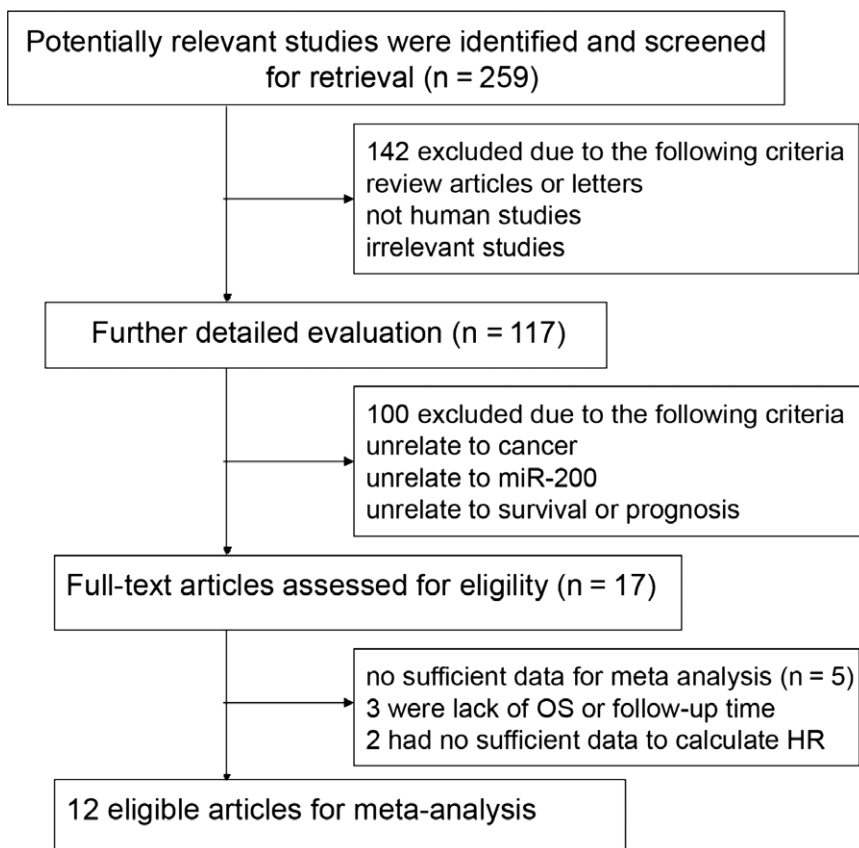 Potentially relevant studies were identified and screened
for retrieval (n = 259)
142 excluded due to the following criteria
review articles or letters
not human studies
irrelevant studies
Further detailed evaluation (n = 117)
100 excluded due to the following criteria
unrelate to cancer
unrelate to miR-200
unrelate to survival or prognosis
Full-text articles assessed for eligility (n = 17)
no sufficient data for meta analysis (n = 5)
3 were lack of OS or follow-up time
2 had no sufficient data to calculate HR
12 eligible articles for meta-analysis